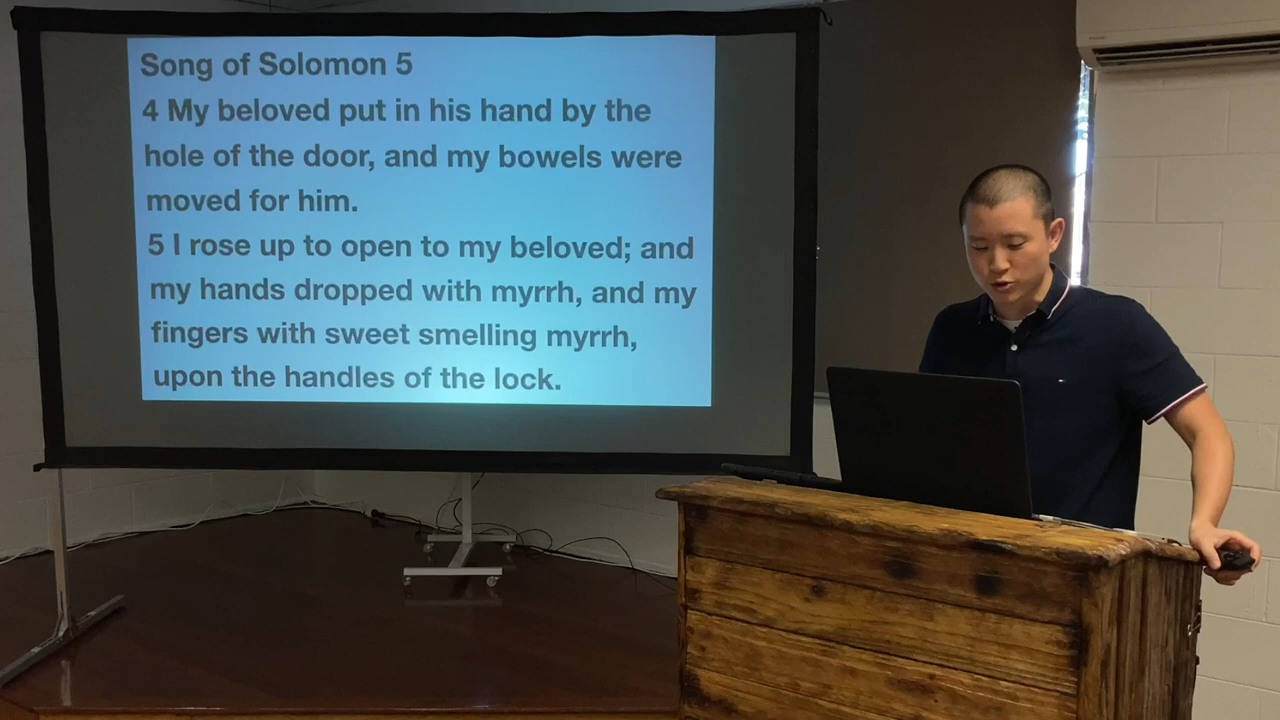 Song of Solomon 5
4 My beloved put in his hand by the
hole of the door, and my bowels were
moved for him.
5 I rose up to open to my beloved; and
my hands dropped with myrrh, and my
fingers with sweet smelling myrrh,
upon the handles of the lock.